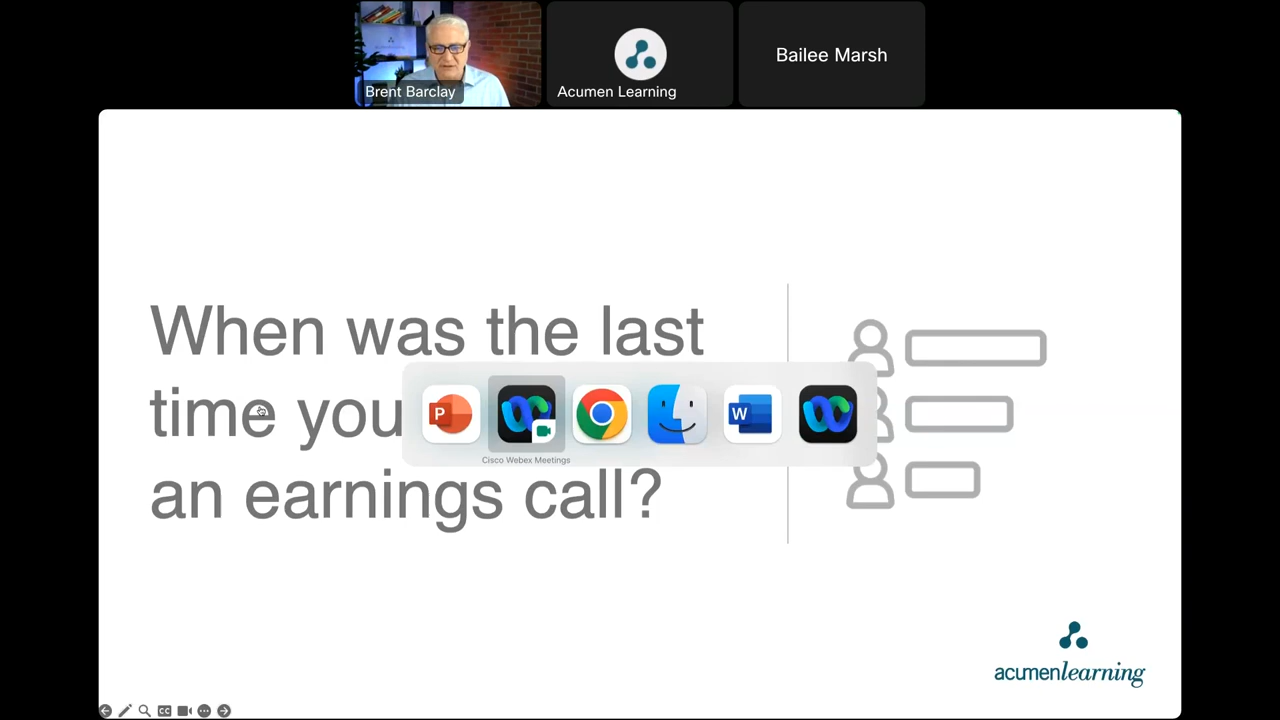 Brent Barclay
Acumen Learning
Bailee Marsh
When was the last
time you
an earnings call?
P
W
Cisco Webex Meetings
acumenlearning
CC